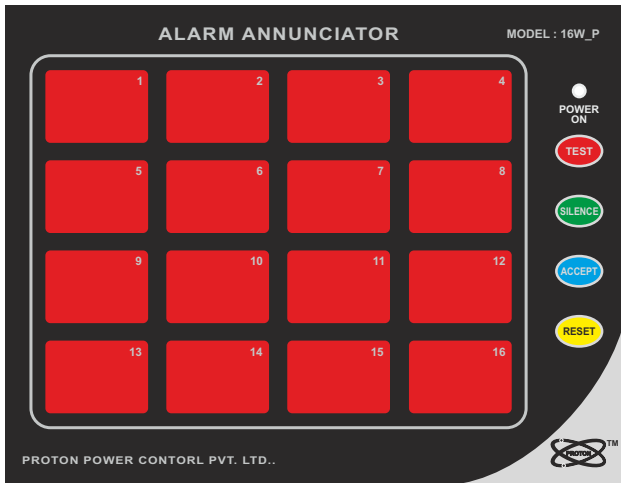 ALARM ANNUNCIATOR
MODEL : 16W_P
1 2 3 4
POWER
ON
TEST
5 6 7 8
SILENCE
9 10 11 12
ACCEPT
RESET
13 14 15 16
PROTON POWER CONTORL PVT. LTD..
PROTON TM